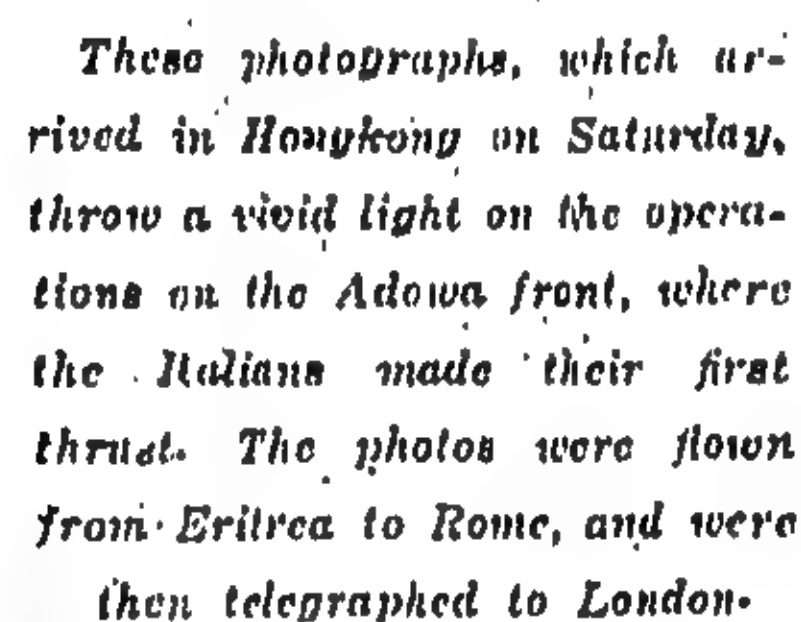 These photographs, which ar-
rived in Hongkong on Saturday,
throw a vivid light on the opera-
tions on the Adowa front, where
the Italians made their first
thrust. The photos were flown
from Eritrea to Rome, and were
then telegraphed to London.